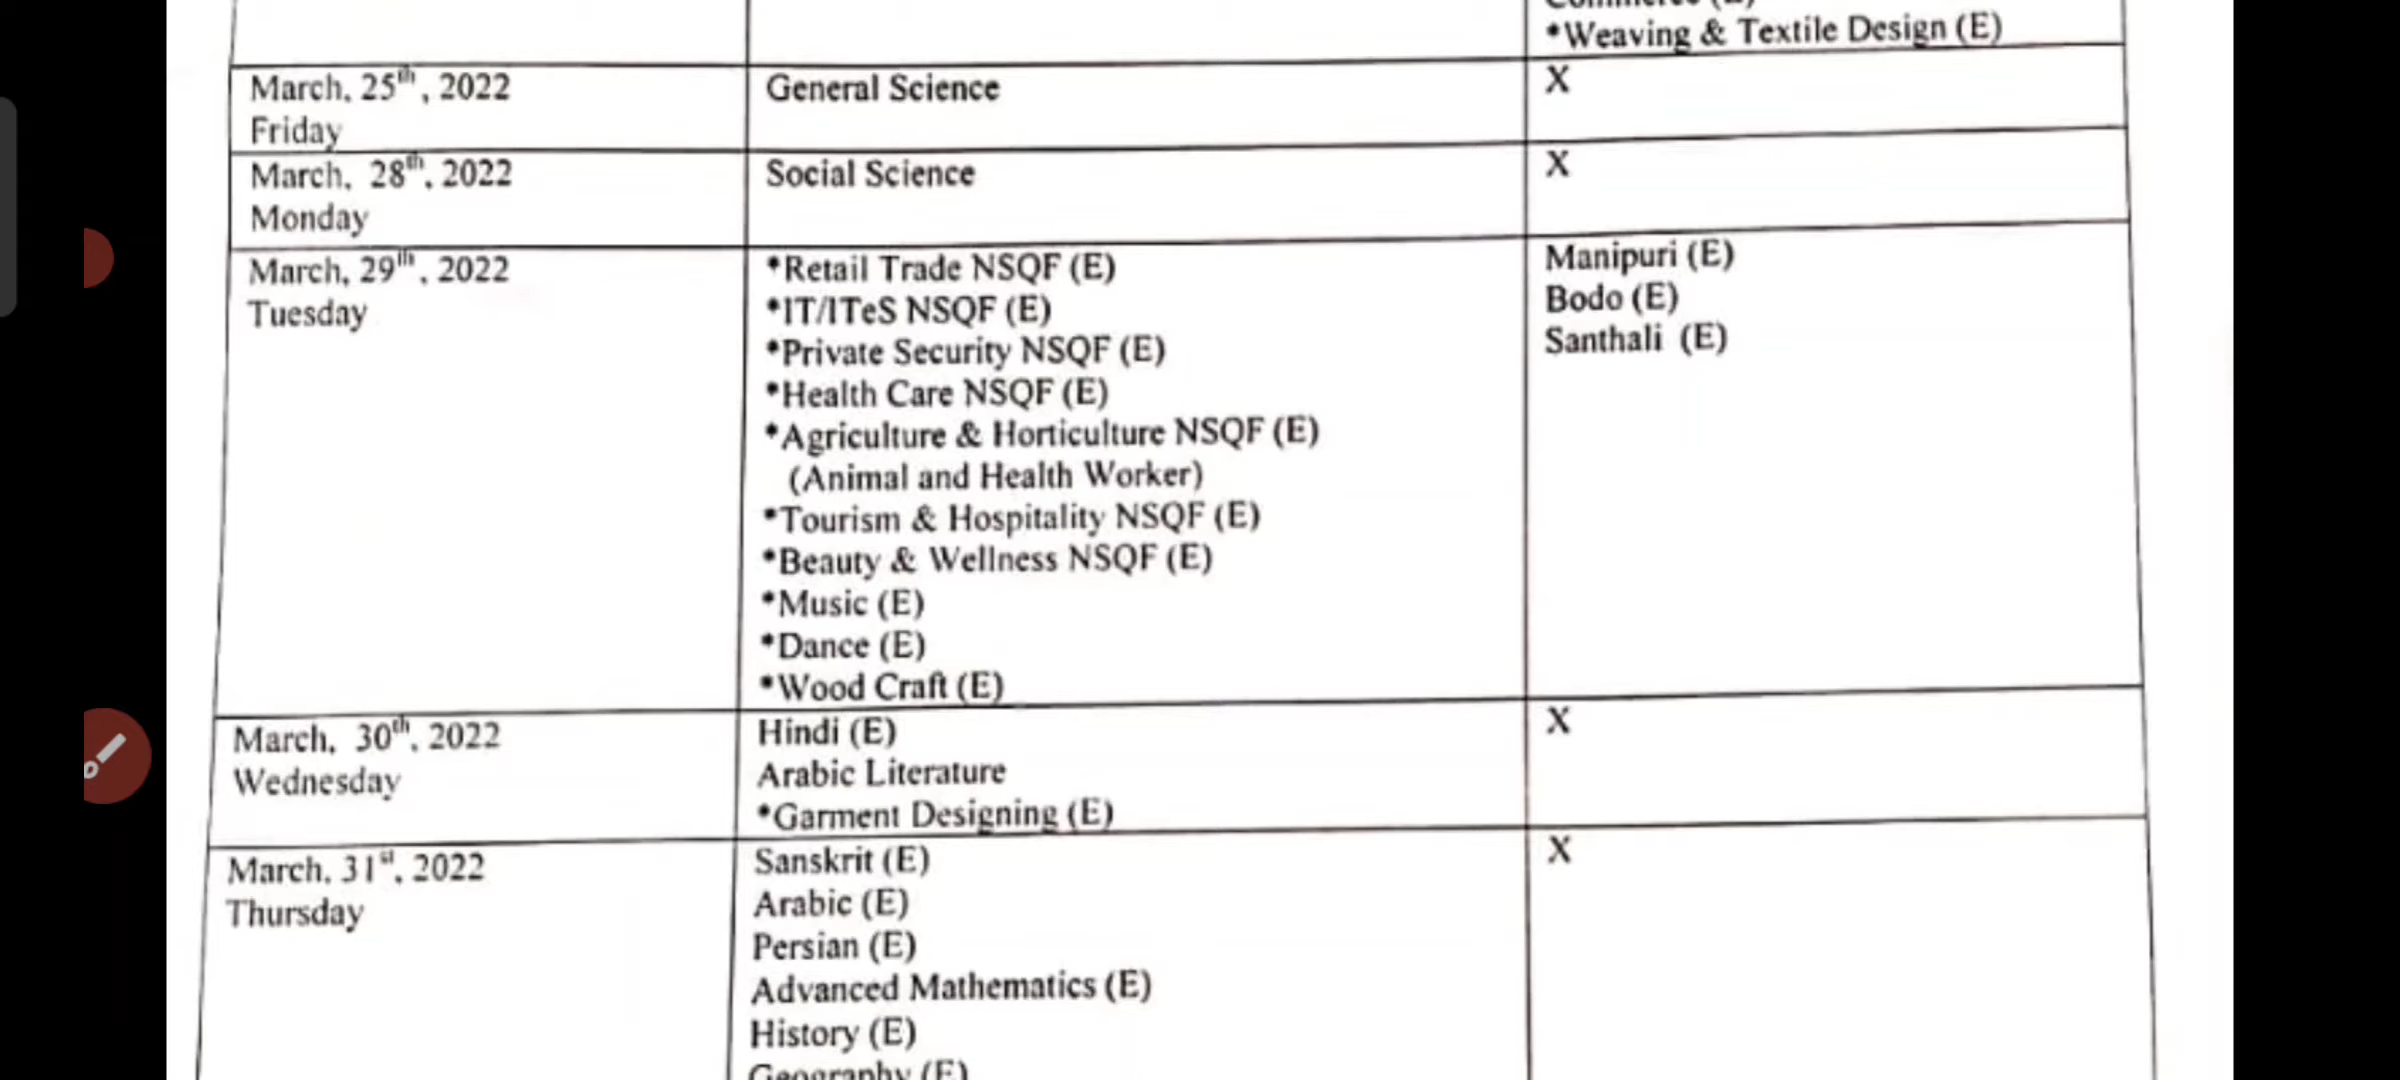 *Weaving & Textile Design (E)
March, 25th, 2022
Friday
General Science
X
March, 28th, 2022
Monday
Social Science
X
March, 29th, 2022
Tuesday
*Retail Trade NSQF (E)
*IT/ITeS NSQF (E)
*Private Security NSQF (E)
*Health Care NSQF (E)
*Agriculture & Horticulture NSQF (E)
(Animal and Health Worker)
*Tourism & Hospitality NSQF (E)
*Beauty & Wellness NSQF (E)
*Music (E)
*Dance (E)
*Wood Craft (E)
Manipuri (E)
Bodo (E)
Santhali (E)
March, 30th, 2022
Wednesday
Hindi (E)
Arabic Literature
*Garment Designing (E)
X
March, 31st, 2022
Thursday
Sanskrit (E)
Arabic (E)
Persian (E)
Advanced Mathematics (E)
History (E)
Geography (E)
X